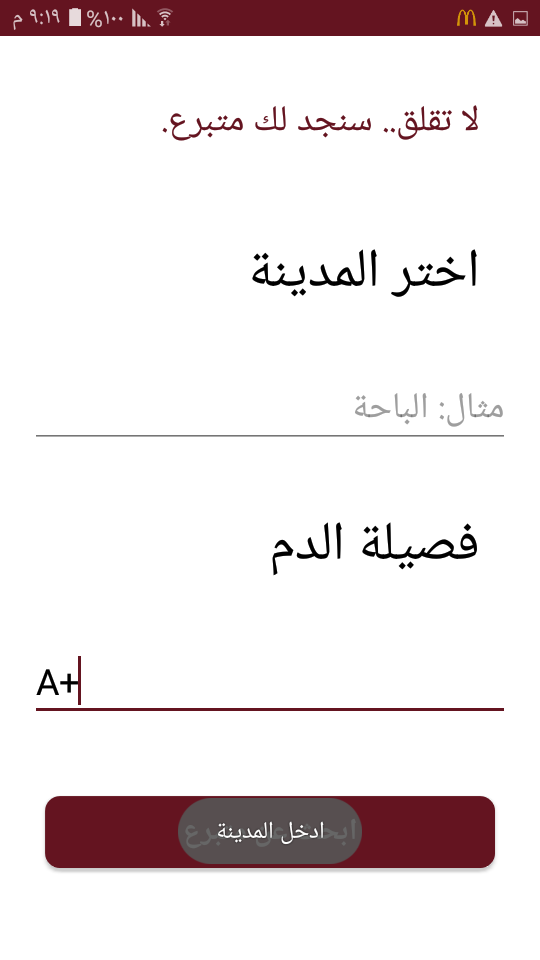 م ٩:١٩ %١٠٠
لا تقلق.. سنجد لك متبرع.
اختر المدينة
مثال: الباحة
فصيلة الدم
A+
ادخل المدينة